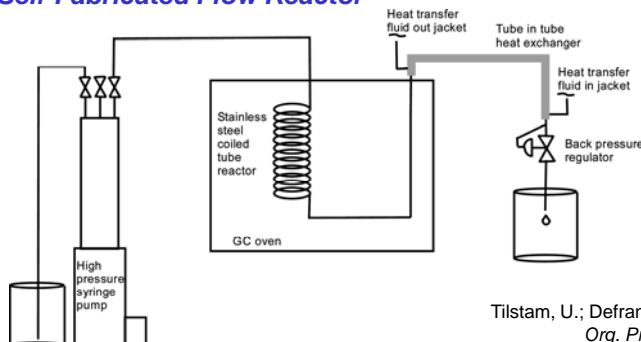 Self-Fabricated Flow Reactor
Heat transfer
fluid out jacket
Tube in tube
heat exchanger
Heat transfer
fluid in jacket
Stainless
steel
coiled
tube
reactor
Back pressure
regulator
GC oven
High
pressure
syringe
pump
Tilstam, U.; Defran
Org. Pr